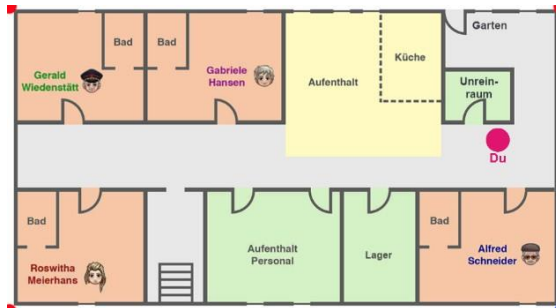 Bad
Bad
Garten
Gerald
Wiedenstätt
Gabriele
Hansen
Aufenthalt
Küche
Unrein-
raum
Du
Bad
Roswitha
Meierhans
Aufenthalt
Personal
Lager
Bad
Alfred
Schneider